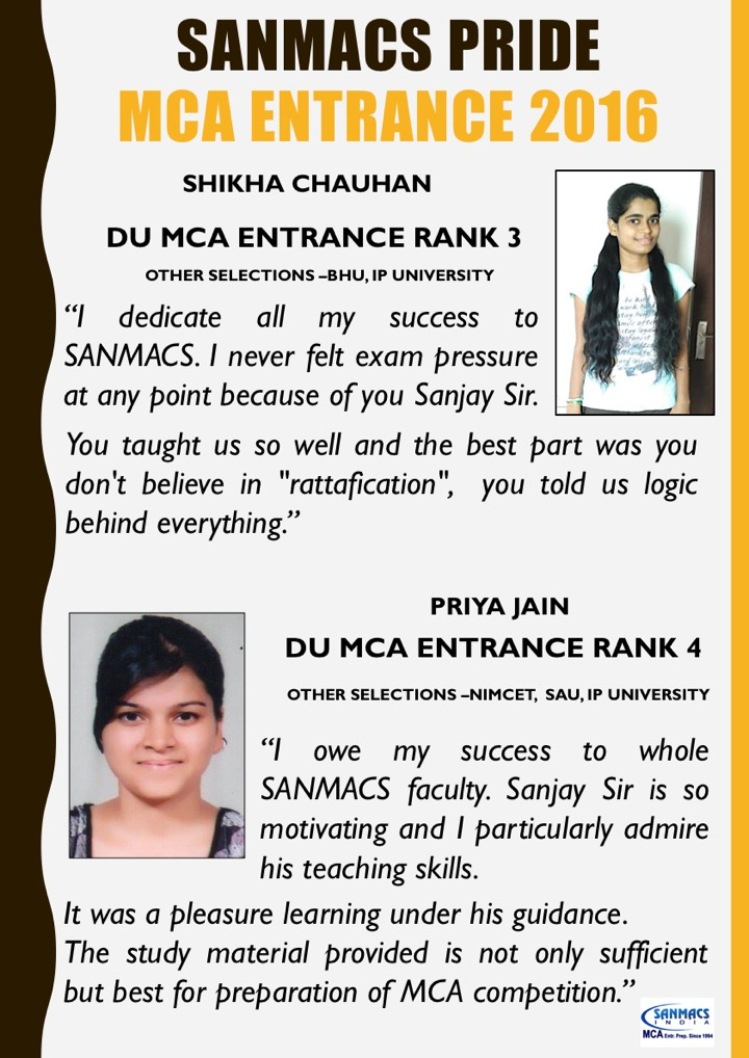 SANMACS PRIDE
MCA ENTRANCE 2016
SHIKHA CHAUHAN
DU MCA ENTRANCE RANK 3
OTHER SELECTIONS –BHU, IP UNIVERSITY
“I dedicate all my success to
SANMACS. I never felt exam pressure
at any point because of you Sanjay Sir.
You taught us so well and the best part was you
don't believe in "rattafication", you told us logic
behind everything.”
PRIYA JAIN
DU MCA ENTRANCE RANK 4
OTHER SELECTIONS –NIMCET, SAU, IP UNIVERSITY
“I owe my success to whole
SANMACS faculty. Sanjay Sir is so
motivating and I particularly admire
his teaching skills.
It was a pleasure learning under his guidance.
The study material provided is not only sufficient
but best for preparation of MCA competition.”
SANMACS
INDIA
MCA Entr. Prep. Since 1994